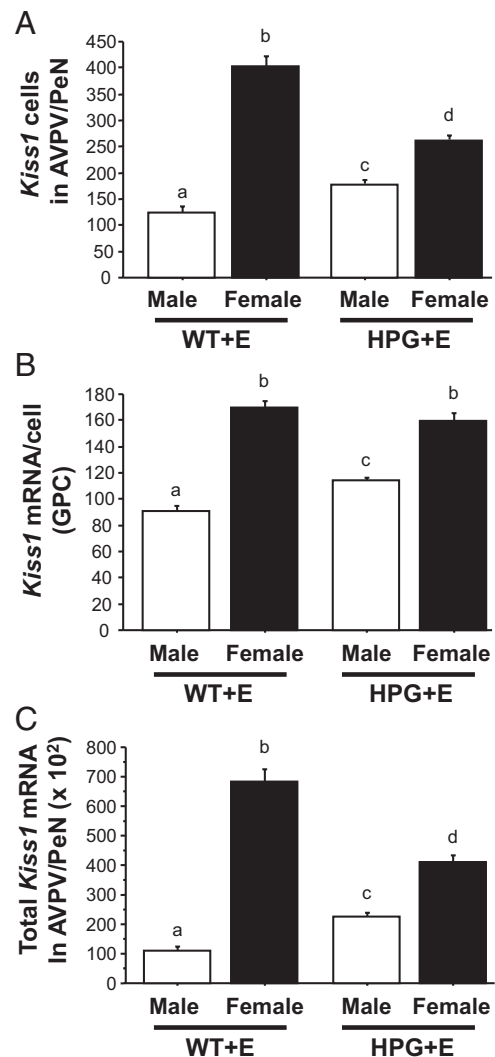 A
Kiss1 cells
in AVPV/PeN
450
400
350
300
250
200
150
100
50
0
a
b
c
d
Male Female Male Female
WT+E HPG+E
B
Kiss1 mRNA/cell
(GPC)
180
160
140
120
100
80
60
40
20
0
a
b
c
b
Male Female Male Female
WT+E HPG+E
C
Total Kiss1 mRNA
In AVPV/PeN (x 10²)
800
700
600
500
400
300
200
100
0
a
b
c
d
Male Female Male Female
WT+E HPG+E